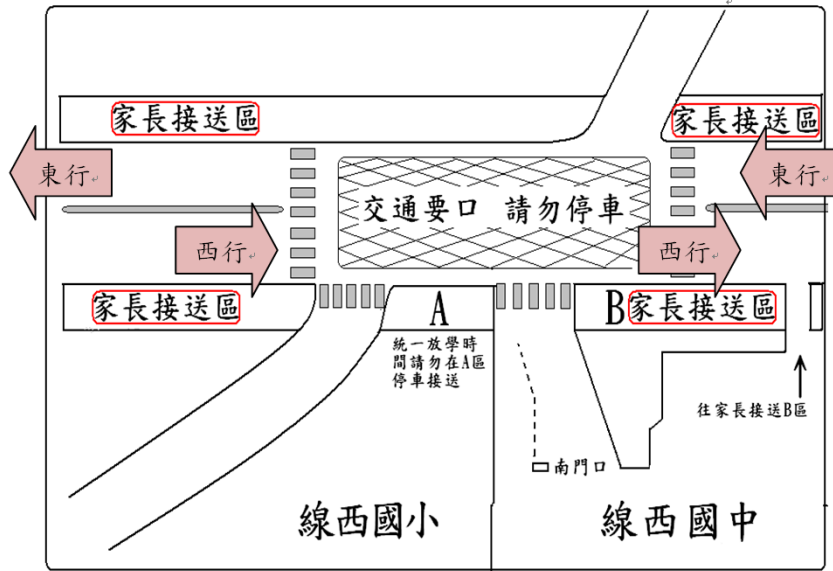 家長接送區
家長接送區
東行
東行
交通要口 請勿停車
西行
西行
家長接送區
A
B家長接送區
統一放學時
間請勿在A區
停車接送
往家長接送B區
南門口
線西國小
線西國中